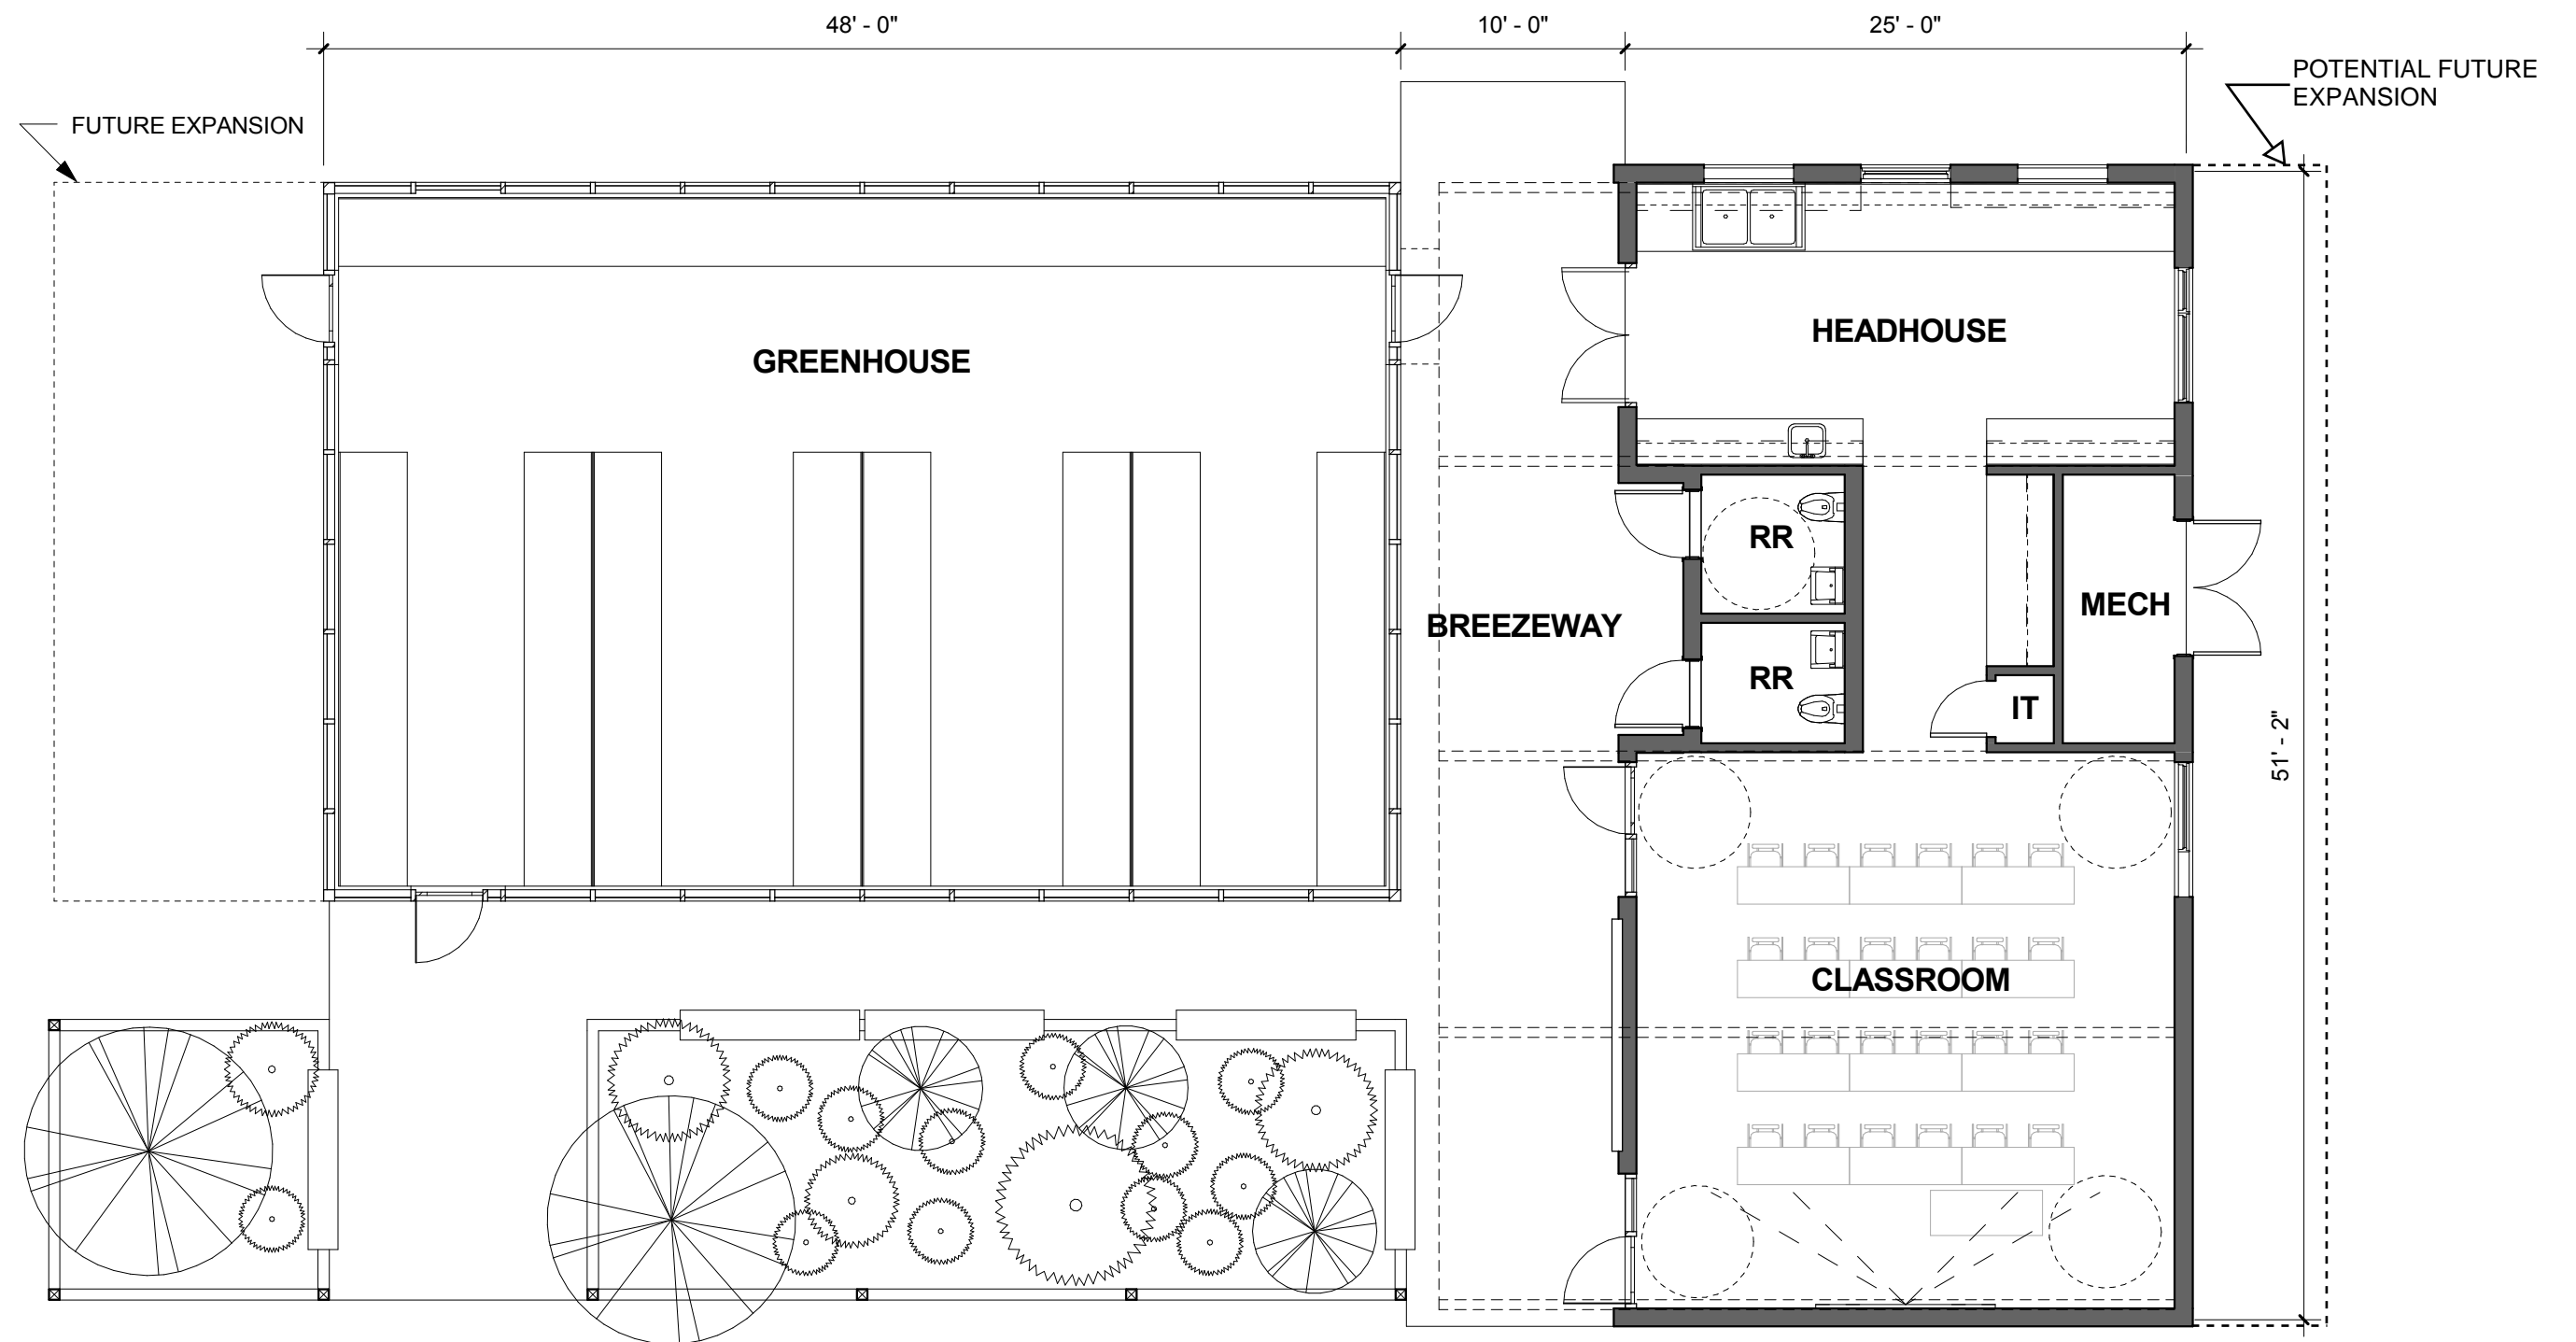 48' - 0"
10' - 0"
25' - 0"
POTENTIAL FUTURE
EXPANSION
FUTURE EXPANSION
HEADHOUSE
GREENHOUSE
RR
MECH
BREEZEWAY
RR
IT
51' - 2"
CLASSROOM